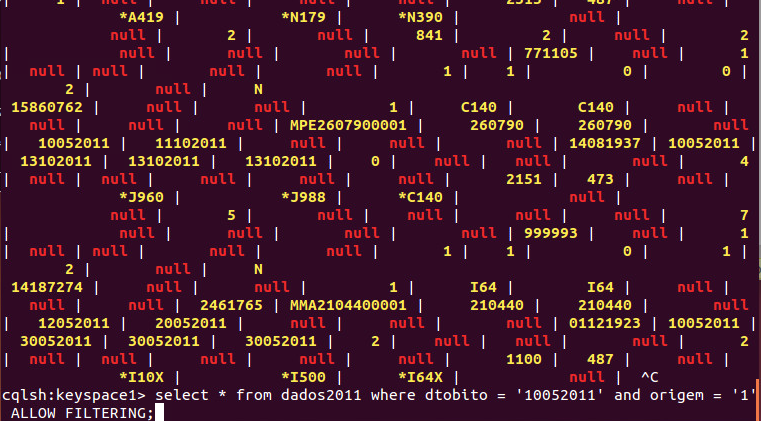 | 1 | null | null | null | null | 2315 | 487 | null |
*A419 | *N179 | *N390 | null |
null | 2 | null | 841 | 2 | null | 2
| null | null | null | null | 771105 | null | 1
| null | null | null | null | 1 | 1 | 0 | 0 |
2 | null | N
15860762 | null | null | 1 | C140 | C140 | null |
null | null | null | MPE2607900001 | 260790 | 260790 | null
| 10052011 | 11102011 | null | null | null | 14081937 | 10052011 |
13102011 | 13102011 | 13102011 | 0 | null | null | null | 4
| null | null | null | null | null | 2151 | 473 | null |
*J960 | *J988 | *C140 | null |
null | 5 | null | null | null | null | 7
| null | null | null | null | 999993 | null | 1
| null | null | null | null | 1 | 1 | 0 | 1 |
2 | null | N
14187274 | null | null | 1 | I64 | I64 | null |
null | null | 2461765 | MMA2104400001 | 210440 | 210440 | null
| 12052011 | 20052011 | null | null | null | 01121923 | 10052011 |
30052011 | 30052011 | 30052011 | 2 | null | null | null | 2
| null | null | null | null | null | 1100 | 487 | null |
*I10X | *I500 | *I64X | null | ^C
cqlsh:keyspace1> select * from dados2011 where dtobito = '10052011' and origem = '1'
ALLOW FILTERING;